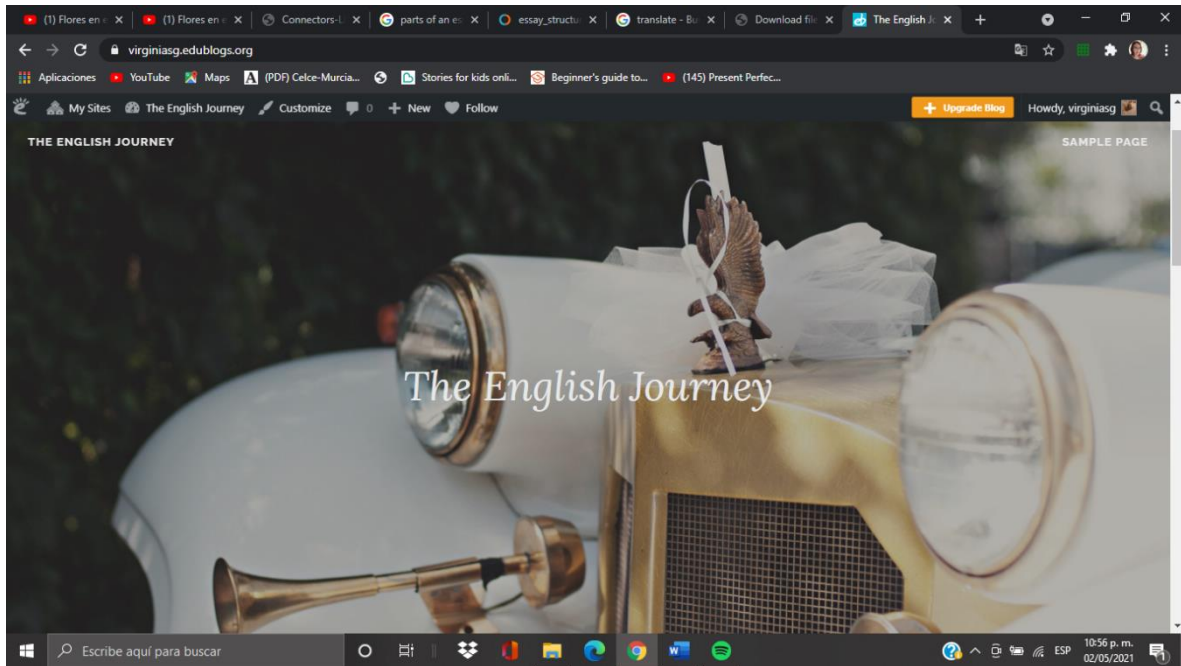 (1) Flores en e
(1) Flores en e
Connectors-L
parts of an es
essay_structu
translate - Bu
Download file
The English Jo
virginiasg.edublogs.org
Aplicaciones
YouTube
Maps
(PDF) Celce-Murcia...
Stories for kids onli...
Beginner's guide to...
(145) Present Perfec...
My Sites
The English Journey
Customize
0
New
Follow
Upgrade Blog
Howdy, virginiasg
THE ENGLISH JOURNEY
SAMPLE PAGE
The English Journey
Escribe aquí para buscar
ESP
10:56 p. m.
02/05/2021
1